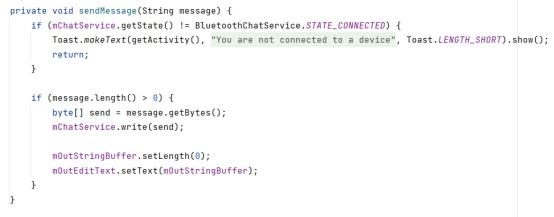 private void sendMessage(String message) {
    if (mChatService.getState() != BluetoothChatService.STATE_CONNECTED) {
        Toast.makeText(getActivity(), "You are not connected to a device", Toast.LENGTH_SHORT).show();
        return;
    }

    if (message.length() > 0) {
        byte[] send = message.getBytes();
        mChatService.write(send);

        mOutStringBuffer.setLength(0);
        mOutEditText.setText(mOutStringBuffer);
    }
}